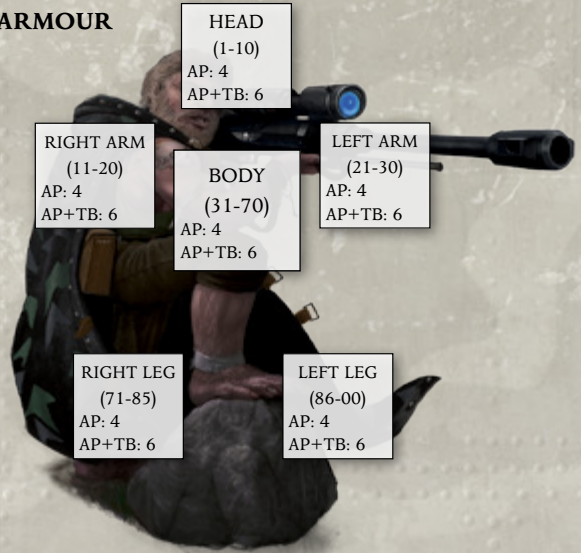 ARMOUR
HEAD
(1-10)
AP: 4
AP+TB: 6
RIGHT ARM
(11-20)
AP: 4
AP+TB: 6
BODY
(31-70)
AP: 4
AP+TB: 6
LEFT ARM
(21-30)
AP: 4
AP+TB: 6
RIGHT LEG
(71-85)
AP: 4
AP+TB: 6
LEFT LEG
(86-00)
AP: 4
AP+TB: 6